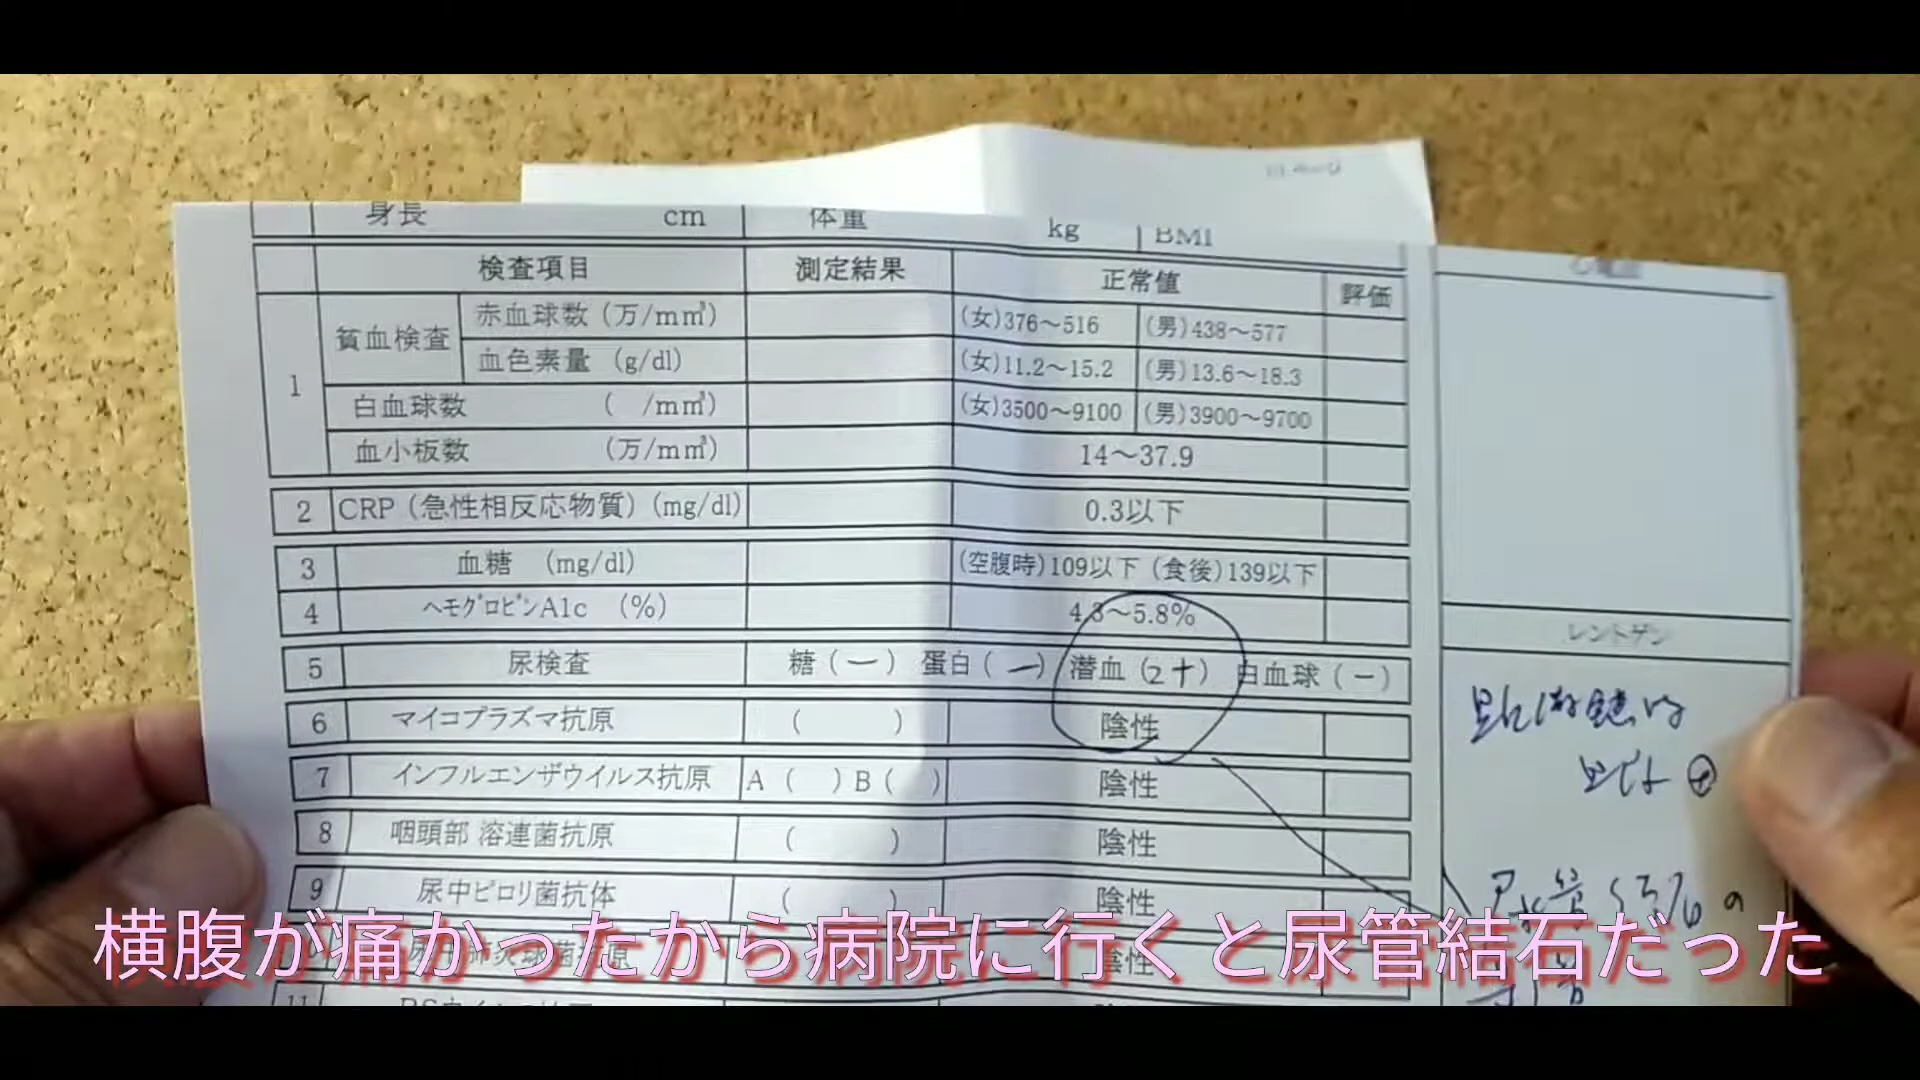 身長 cm 体重 kg BMI
検査項目 測定結果 正常値 評価
1 貧血検査 赤血球数 (万/mm³) (女)376～516 (男)438～577
血色素量 (g/dl) (女)11.2～15.2 (男)13.6～18.3
白血球数 ( /mm³) (女)3500～9100 (男)3900～9700
血小板数 (万/mm³) 14～37.9
2 CRP (急性相反応物質) (mg/dl) 0.3以下
3 血糖 (mg/dl) (空腹時)109以下 (食後)139以下
4 ﾍﾓｸﾞﾛﾋﾞﾝA1c (%) 4.3～5.8%
5 尿検査 糖 (－) 蛋白 (－) 潜血 (2+) 白血球 (－)
6 マイコプラズマ抗原 ( ) 陰性
7 インフルエンザウイルス抗原 A ( ) B ( ) 陰性
8 咽頭部 溶連菌抗原 ( ) 陰性
9 尿中ピロリ菌抗体 ( ) 陰性
陰性
11
レントゲン
横腹が痛かったから病院に行くと尿管結石だった